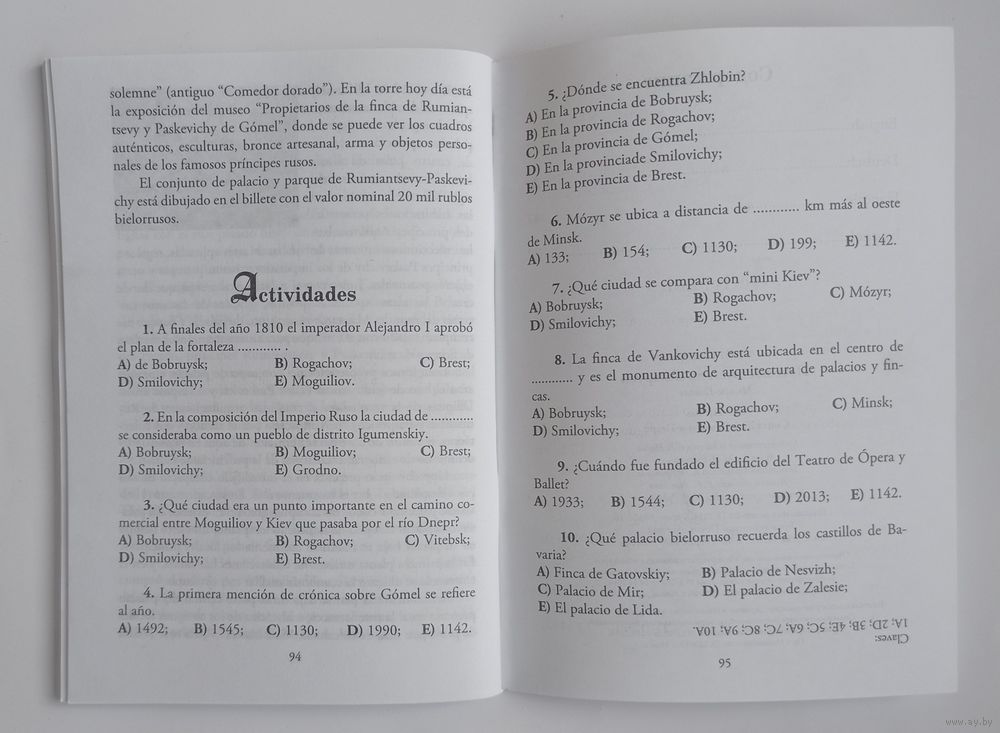 solemne” (antiguo “Comedor dorado”). En la torre hoy día está
la exposición del museo “Propietarios de la finca de Rumian-
tsevy y Paskevichy de Gómel”, donde se puede ver los cuadros
auténticos, esculturas, bronce artesanal, arma y objetos perso-
nales de los famosos príncipes rusos.
El conjunto de palacio y parque de Rumiantsevy-Paskevi-
chy está dibujado en el billete con el valor nominal 20 mil rublos
bielorrusos.
Actividades
1. A finales del año 1810 el imperador Alejandro I aprobó
el plan de la fortaleza ............ .
A) de Bobruysk; B) Rogachov; C) Brest;
D) Smilovichy; E) Moguiliov.
2. En la composición del Imperio Ruso la ciudad de ............
se consideraba como un pueblo de distrito Igumenskiy.
A) Bobruysk; B) Moguiliov; C) Brest;
D) Smilovichy; E) Grodno.
3. ¿Qué ciudad era un punto importante en el camino co-
mercial entre Moguiliov y Kiev que pasaba por el río Dnepr?
A) Bobruysk; B) Rogachov; C) Vitebsk;
D) Smilovichy; E) Brest.
4. La primera mención de crónica sobre Gómel se refiere
al año.
A) 1492; B) 1545; C) 1130; D) 1990; E) 1142.
94
5. ¿Dónde se encuentra Zhlobin?
A) En la provincia de Bobruysk;
B) En la provincia de Rogachov;
C) En la provincia de Gómel;
D) En la provinciade Smilovichy;
E) En la provincia de Brest.
6. Mózyr se ubica a distancia de ............ km más al oeste
de Minsk.
A) 133; B) 154; C) 1130; D) 199; E) 1142.
7. ¿Qué ciudad se compara con “mini Kiev”?
A) Bobruysk; B) Rogachov; C) Mózyr;
D) Smilovichy; E) Brest.
8. La finca de Vankovichy está ubicada en el centro de
............ y es el monumento de arquitectura de palacios y fin-
cas.
A) Bobruysk; B) Rogachov; C) Minsk;
D) Smilovichy; E) Brest.
9. ¿Cuándo fue fundado el edificio del Teatro de Ópera y
Ballet?
A) 1933; B) 1544; C) 1130; D) 2013; E) 1142.
10. ¿Qué palacio bielorruso recuerda los castillos de Ba-
varia?
A) Finca de Gatovskiy; B) Palacio de Nesvizh;
C) Palacio de Mir; D) El palacio de Zalesie;
E) El palacio de Lida.
Claves:
1A; 2D; 3B; 4E; 5C; 6A; 7C; 8C; 9A; 10A.
95
www.ay.by